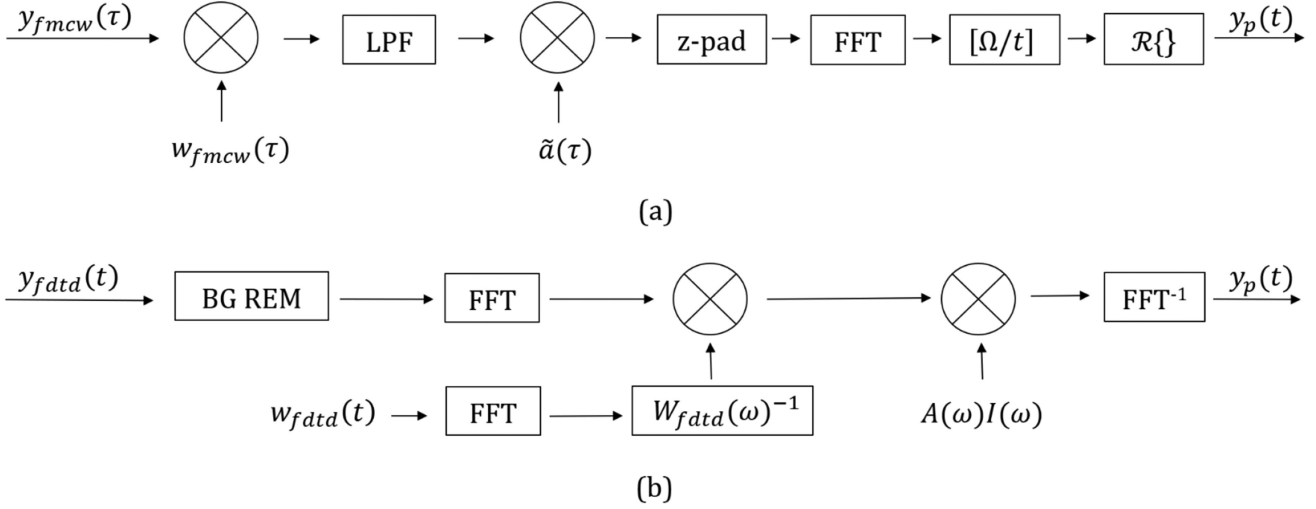 y_{fmcw}(τ) LPF z-pad FFT [Ω/t] ℛ{} y_p(t)
w_{fmcw}(τ) ã(τ)
(a)
y_{fdtd}(t) BG REM FFT FFT⁻¹ y_p(t)
w_{fdtd}(t) FFT W_{fdtd}(ω)⁻¹ A(ω)I(ω)
(b)